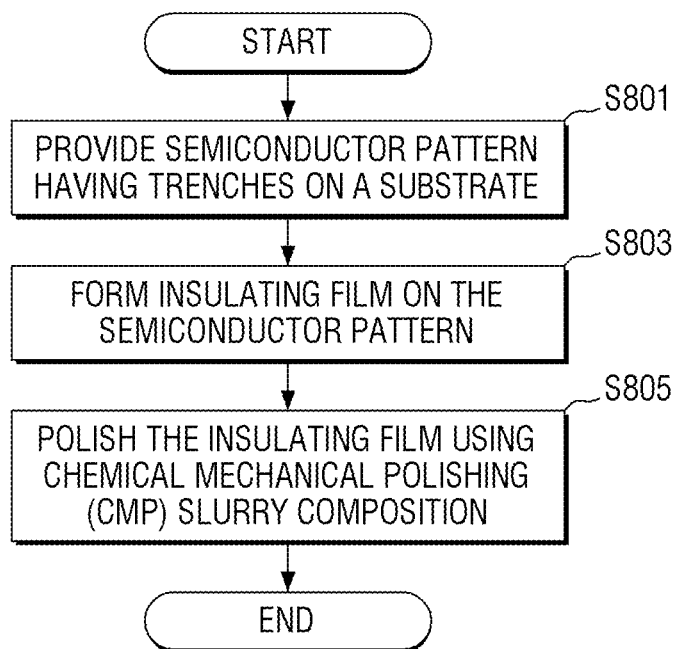 START
S801
PROVIDE SEMICONDUCTOR PATTERN
HAVING TRENCHES ON A SUBSTRATE
S803
FORM INSULATING FILM ON THE
SEMICONDUCTOR PATTERN
S805
POLISH THE INSULATING FILM USING
CHEMICAL MECHANICAL POLISHING
(CMP) SLURRY COMPOSITION
END